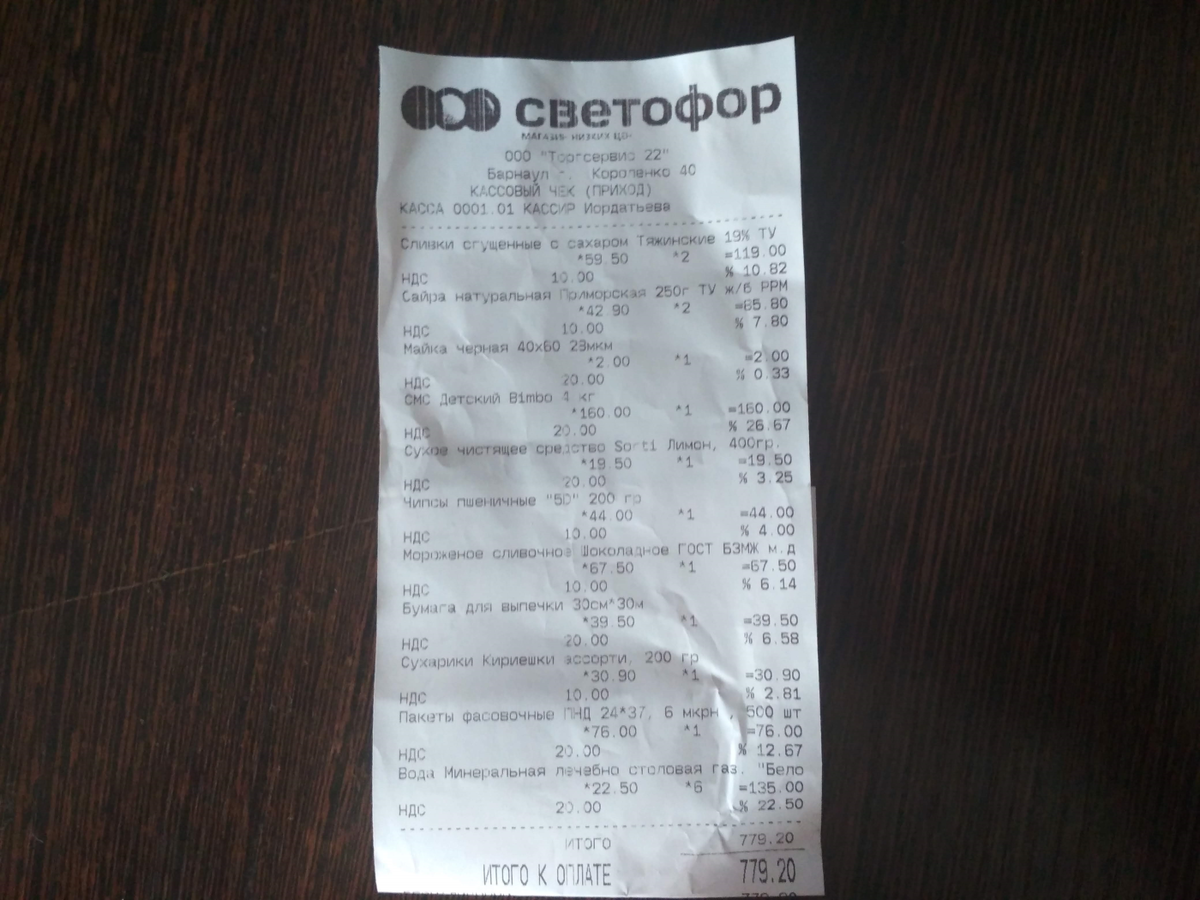 светофор
ООО "Торгсервис 22"
Барнаул г. Короленко 40
КАССОВЫЙ ЧЕК (ПРИХОД)
КАССА 0001.01 КАССИР Иордатьева
Сливки сгущенные с сахаром Тяжинские 19% ТУ
*59.50 *2 =119.00
НДС 10.00 % 10.82
Сайра натуральная Приморская 250г ТУ ж/б РРМ
*42.90 *2 =85.80
НДС 10.00 % 7.80
Майка черная 40х60 23мкм
*2.00 *1 =2.00
НДС 20.00 % 0.33
СМС Детский Bimbo 4 кг
*160.00 *1 =160.00
НДС 20.00 % 26.67
Сухое чистящее средство Sorti Лимон, 400гр.
*19.50 *1 =19.50
НДС 20.00 % 3.25
Чипсы пшеничные "5D" 200 гр
*44.00 *1 =44.00
НДС 10.00 % 4.00
Мороженое сливочное Шоколадное ГОСТ БЗМЖ м.д
*67.50 *1 =67.50
НДС 10.00 % 6.14
Бумага для выпечки 30см*30м
*39.50 *1 =39.50
НДС 20.00 % 6.58
Сухарики Кириешки ассорти, 200 гр
*30.90 *1 =30.90
НДС 10.00 % 2.81
Пакеты фасовочные ПНД 24*37, 6 мкрн , 500 шт
*76.00 *1 =76.00
НДС 20.00 % 12.67
Вода Минеральная лечебно столовая газ. "Бело
*22.50 *6 =135.00
НДС 20.00 % 22.50
ИТОГО 779.20
ИТОГО К ОПЛАТЕ 779.20